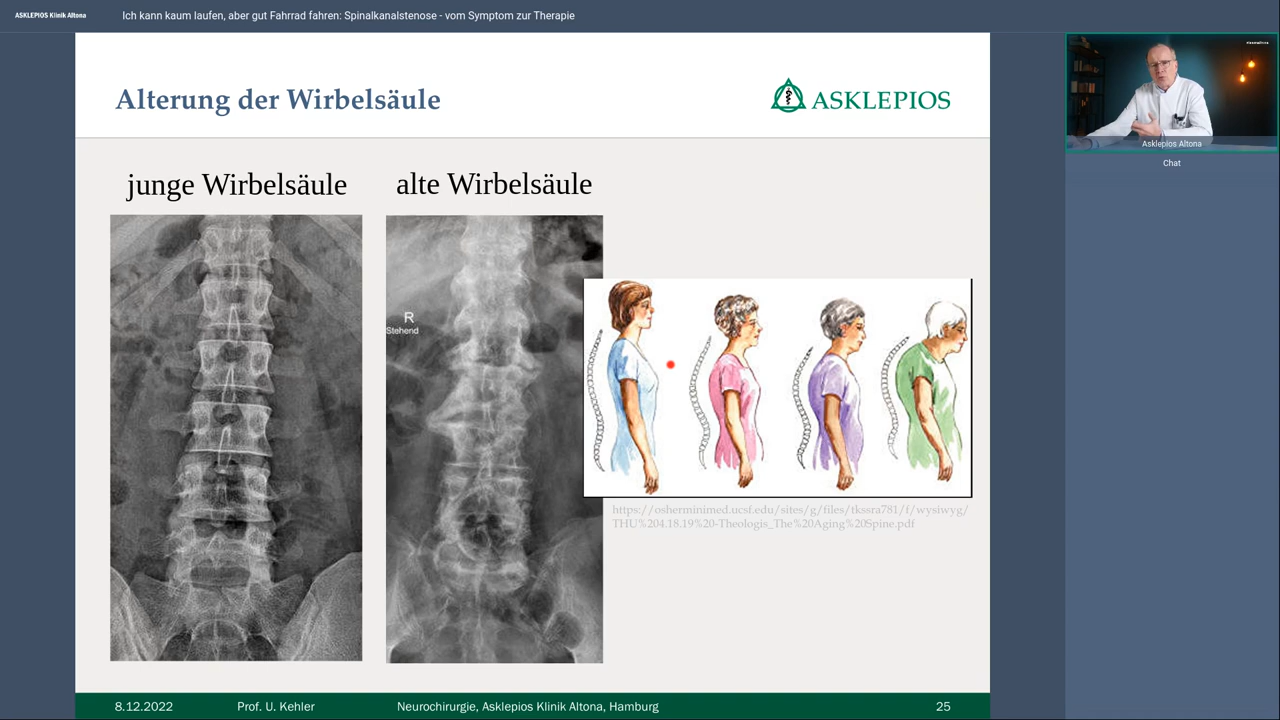 ASKLEPIOS Klinik Altona
Ich kann kaum laufen, aber gut Fahrrad fahren: Spinalkanalstenose - vom Symptom zur Therapie
Alterung der Wirbelsäule
ASKLEPIOS
junge Wirbelsäule
alte Wirbelsäule
R
Stehend
https://osherminimed.ucsf.edu/sites/g/files/tkssra781/f/wysiwyg/
THU%204.18.19%20-Theologis_The%20Aging%20Spine.pdf
8.12.2022
Prof. U. Kehler
Neurochirurgie, Asklepios Klinik Altona, Hamburg
25
Asklepios Altona
Chat